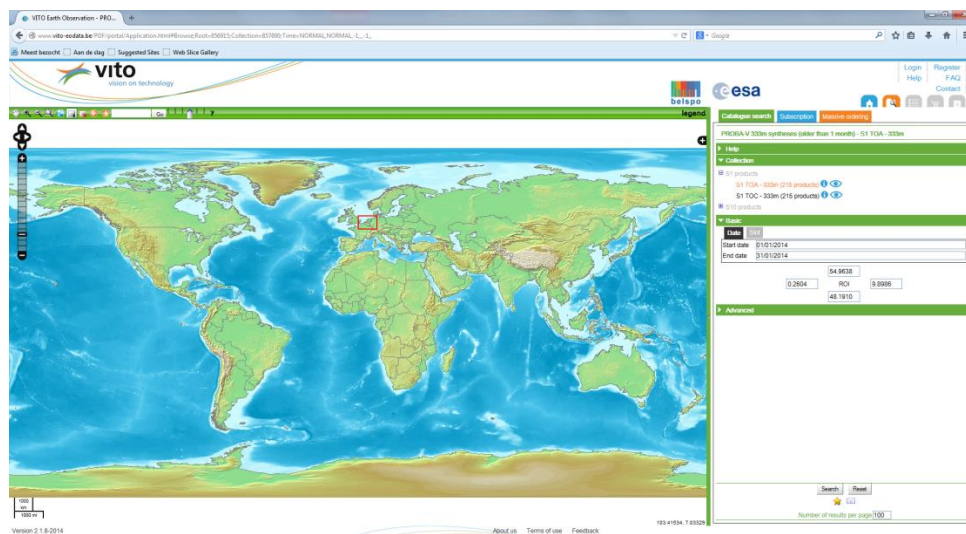 VITO Earth Observation - PRO...
www.vito-eodata.be/PDF/portal/Application.html#Browse;Root=856815;Collection=857800;Time=NORMAL,NORMAL,-1,,,-1,,
Google
Meest bezocht Aan de slag Suggested Sites Web Slice Gallery
vito
vision on technology
belspo
esa
Login Register
Help FAQ
Contact
Go
legend
Catalogue search Subscription Massive ordering
PROBA-V 333m syntheses (older than 1 month) - S1 TOA - 333m
Help
Collection
S1 products
S1 TOA - 333m (215 products)
S1 TOC - 333m (215 products)
S10 products
Basic
Date
Start date 01/01/2014
End date 31/01/2014
54.9638
0.2604 ROI 9.8986
48.1910
Advanced
1000
km
1000 mi
Search Reset
Number of results per page 100
103.41534, 7.03329
Version 2.1.8-2014
About us Terms of use Feedback